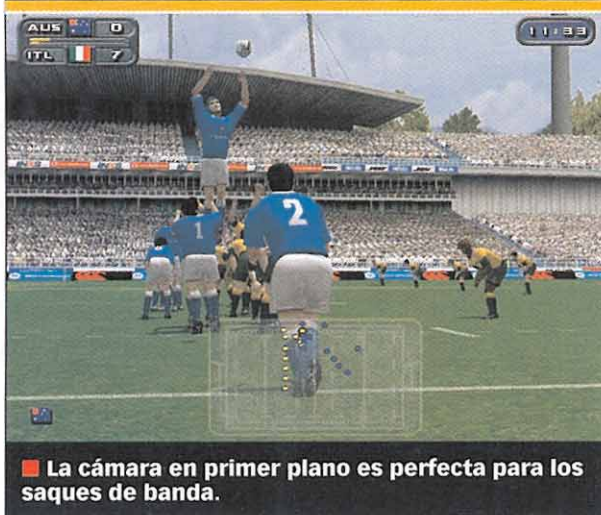 AUS 0
ITL 7
11:33
1
2
La cámara en primer plano es perfecta para los
saques de banda.